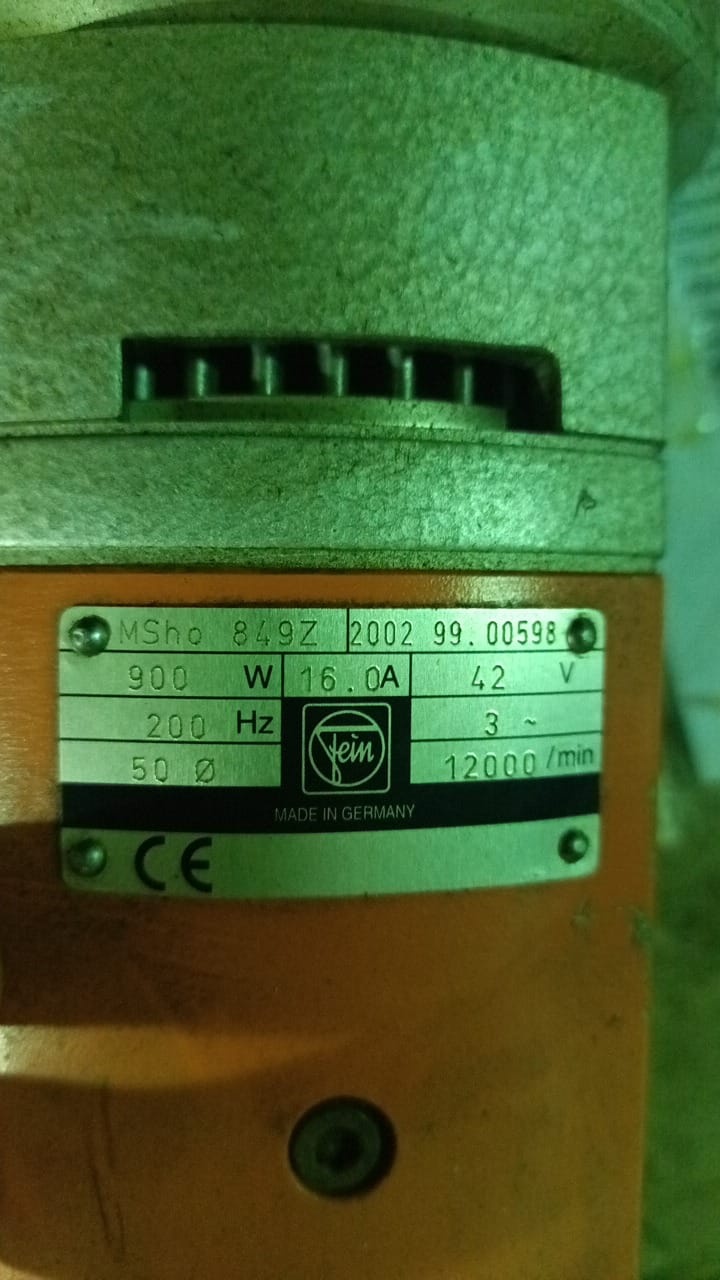 MSho 849Z 2002 99.00598
900 W 16.0A 42 V
200 Hz 3 ~
50 Ø 12000 /min
fein
MADE IN GERMANY
CE